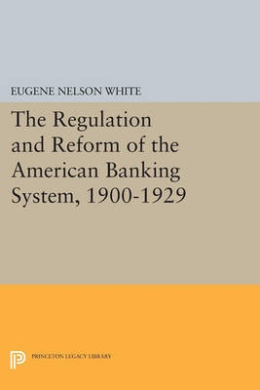 EUGENE NELSON WHITE
The Regulation
and Reform of the
American Banking
System, 1900-1929
PRINCETON LEGACY LIBRARY